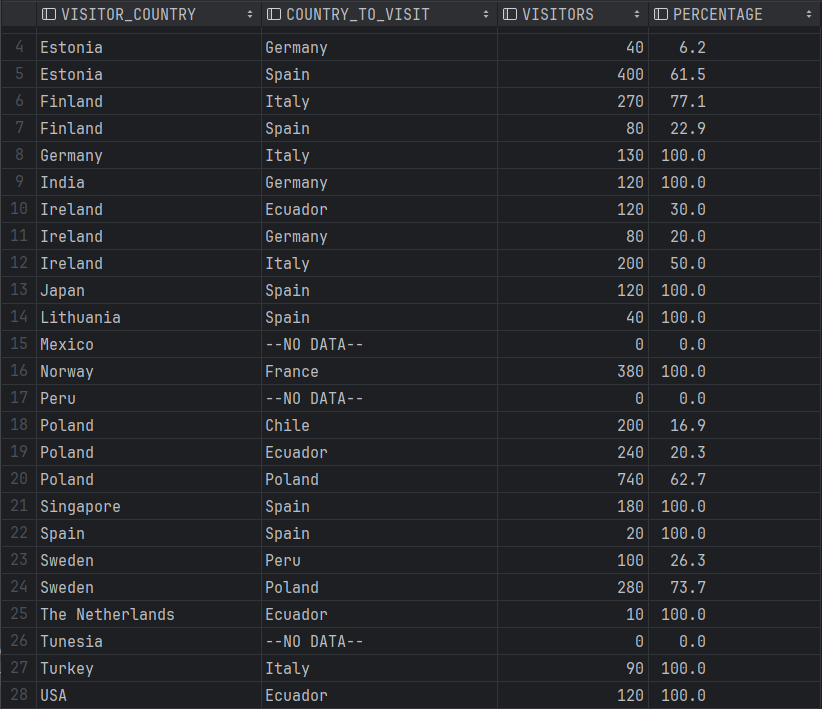 VISITOR_COUNTRY COUNTRY_TO_VISIT VISITORS PERCENTAGE
4 Estonia Germany 40 6.2
5 Estonia Spain 400 61.5
6 Finland Italy 270 77.1
7 Finland Spain 80 22.9
8 Germany Italy 130 100.0
9 India Germany 120 100.0
10 Ireland Ecuador 120 30.0
11 Ireland Germany 80 20.0
12 Ireland Italy 200 50.0
13 Japan Spain 120 100.0
14 Lithuania Spain 40 100.0
15 Mexico --NO DATA-- 0 0.0
16 Norway France 380 100.0
17 Peru --NO DATA-- 0 0.0
18 Poland Chile 200 16.9
19 Poland Ecuador 240 20.3
20 Poland Poland 740 62.7
21 Singapore Spain 180 100.0
22 Spain Spain 20 100.0
23 Sweden Peru 100 26.3
24 Sweden Poland 280 73.7
25 The Netherlands Ecuador 10 100.0
26 Tunesia --NO DATA-- 0 0.0
27 Turkey Italy 90 100.0
28 USA Ecuador 120 100.0